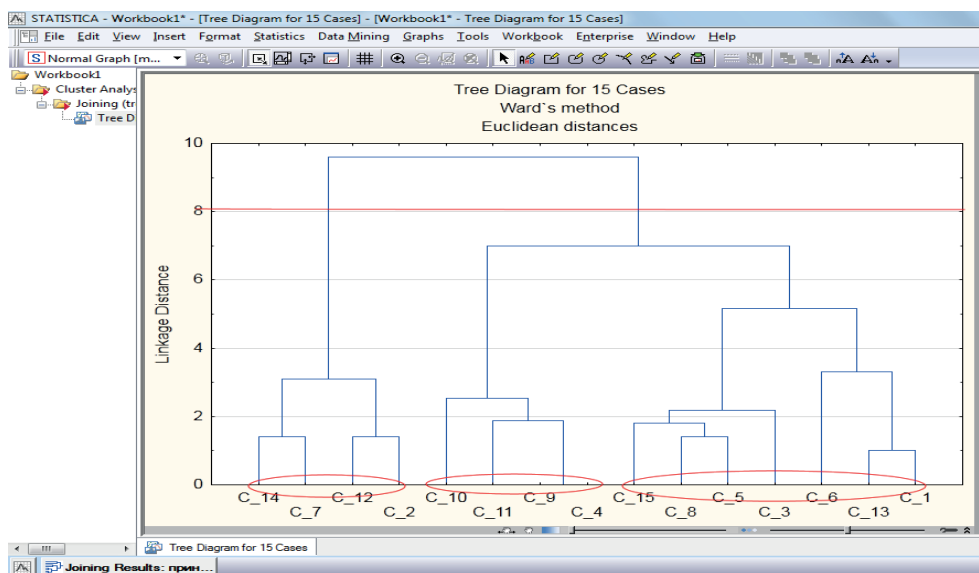 STATISTICA - Workbook1* - [Tree Diagram for 15 Cases] - [Workbook1* - Tree Diagram for 15 Cases]
File Edit View Insert Format Statistics Data Mining Graphs Tools Workbook Enterprise Window Help
S Normal Graph [m...
Workbook1
Cluster Analys
Joining (tr
Tree D
Tree Diagram for 15 Cases
Ward`s method
Euclidean distances
Linkage Distance
10
8
6
4
2
0
C_14 C_12 C_10 C_9 C_15 C_5 C_6 C_1
C_7 C_2 C_11 C_4 C_8 C_3 C_13
Tree Diagram for 15 Cases
Joining Results: прин...